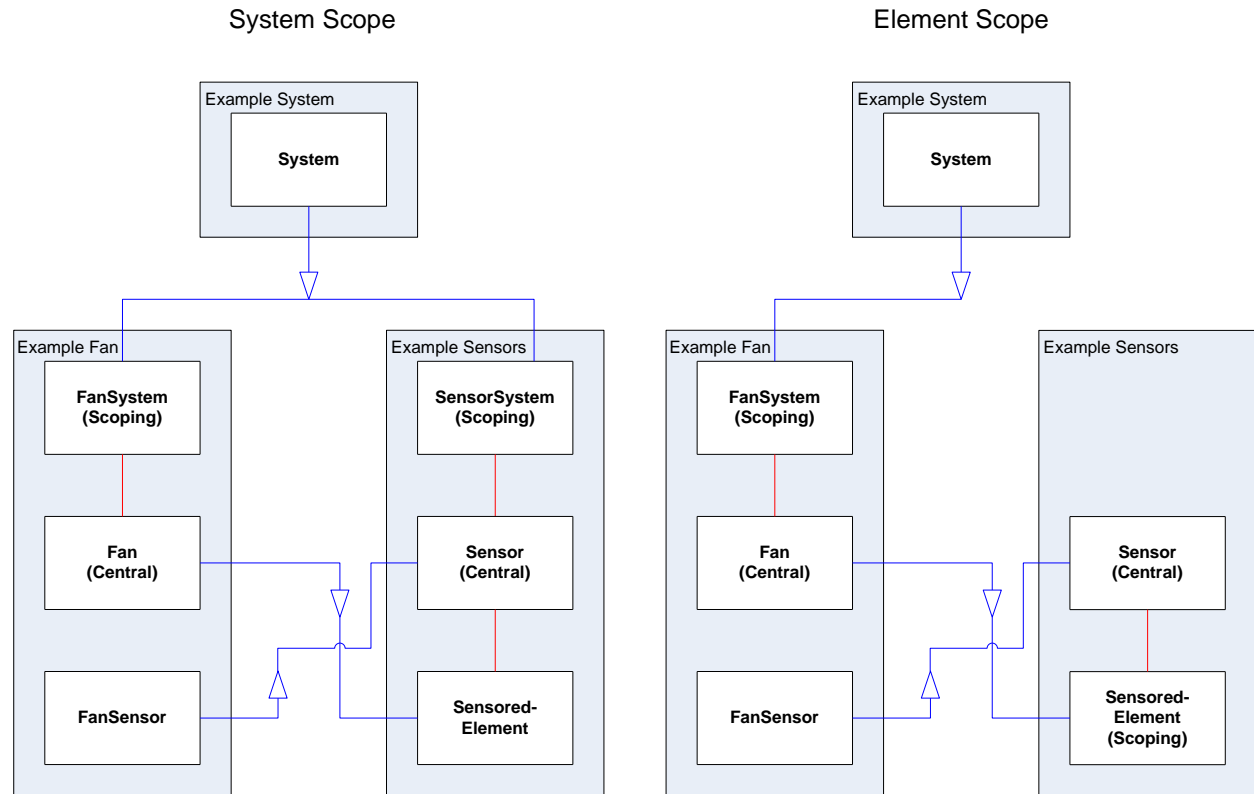 System Scope
Example System
System
Example Fan
FanSystem
(Scoping)
Fan
(Central)
FanSensor
Example Sensors
SensorSystem
(Scoping)
Sensor
(Central)
Sensored-
Element
Element Scope
Example System
System
Example Fan
FanSystem
(Scoping)
Fan
(Central)
FanSensor
Example Sensors
Sensor
(Central)
Sensored-
Element
(Scoping)